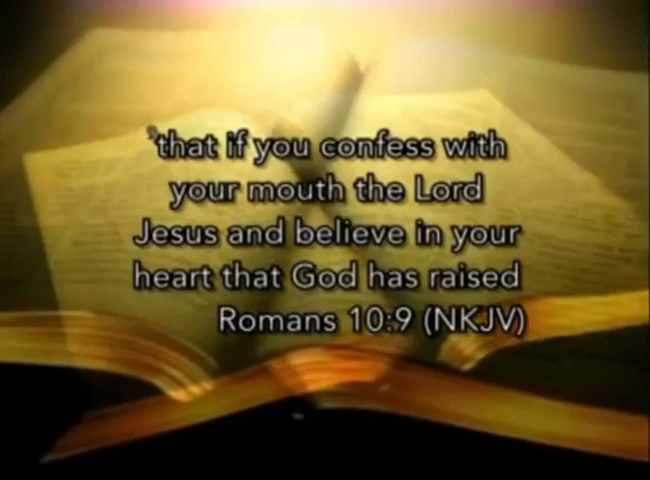 ⁹that if you confess with
your mouth the Lord
Jesus and believe in your
heart that God has raised
Romans 10:9 (NKJV)